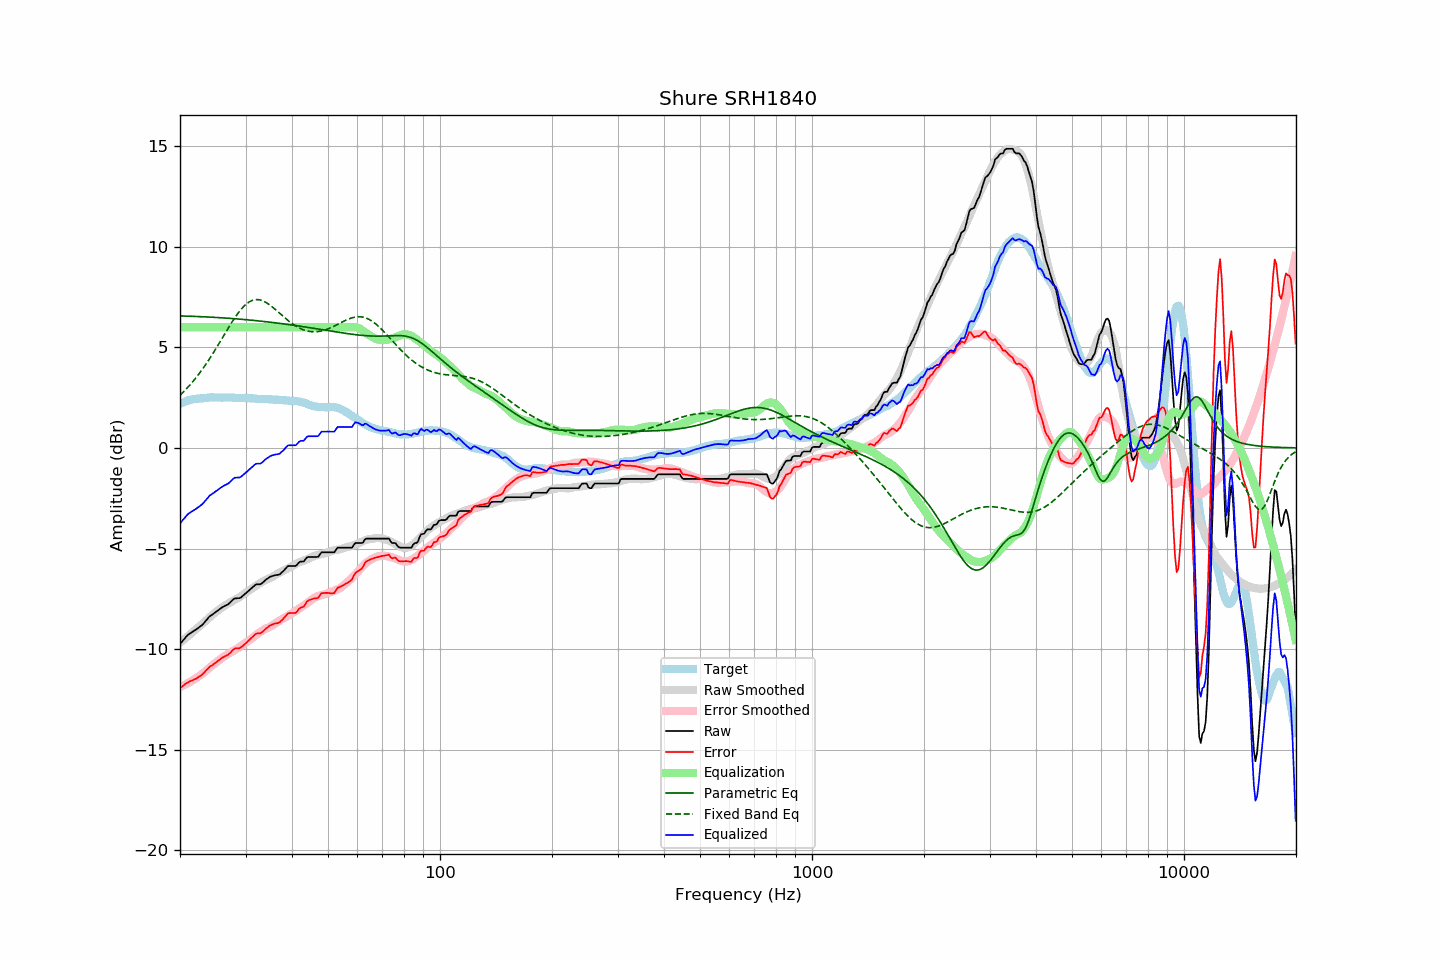 Shure SRH1840
Amplitude (dBr)
15
10
5
0
−5
−10
−15
−20
Target
Raw Smoothed
Error Smoothed
Raw
Error
Equalization
Parametric Eq
Fixed Band Eq
Equalized
100
1000
10000
Frequency (Hz)